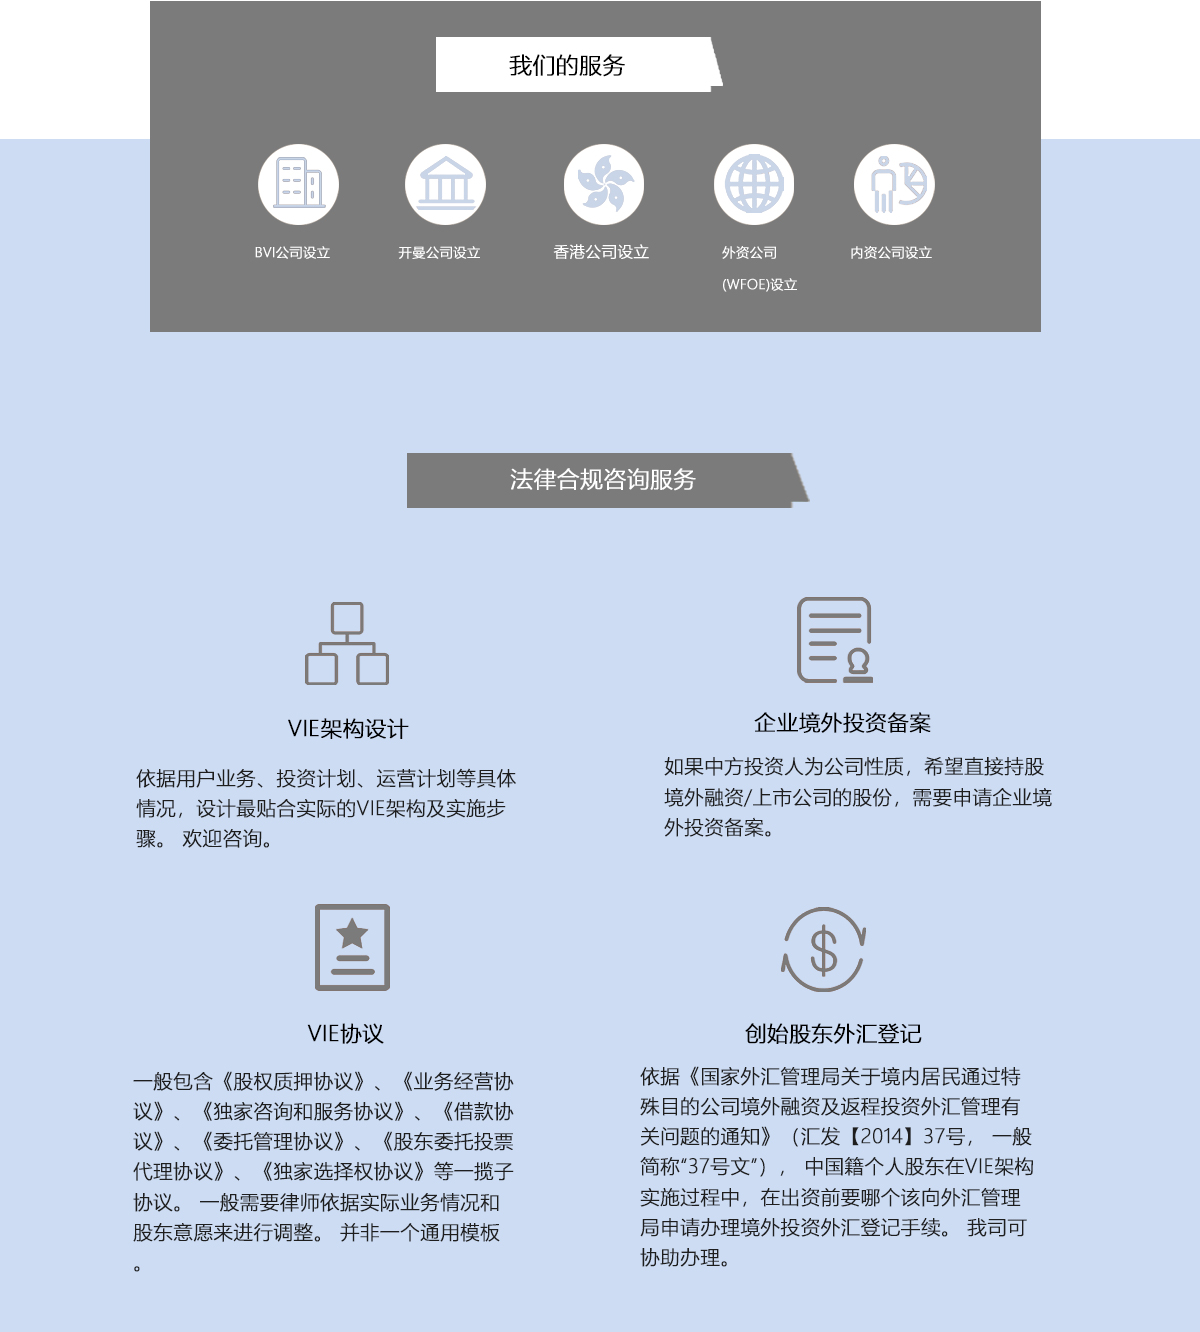 我们的服务
BVI公司设立
开曼公司设立
香港公司设立
外资公司
(WFOE)设立
内资公司设立
法律合规咨询服务
VIE架构设计
依据用户业务、投资计划、运营计划等具体
情况，设计最贴合实际的VIE架构及实施步
骤。 欢迎咨询。
企业境外投资备案
如果中方投资人为公司性质，希望直接持股
境外融资/上市公司的股份，需要申请企业境
外投资备案。
VIE协议
一般包含《股权质押协议》、《业务经营协
议》、《独家咨询和服务协议》、《借款协
议》、《委托管理协议》、《股东委托投票
代理协议》、《独家选择权协议》等一揽子
协议。 一般需要律师依据实际业务情况和
股东意愿来进行调整。 并非一个通用模板
。
创始股东外汇登记
依据《国家外汇管理局关于境内居民通过特
殊目的公司境外融资及返程投资外汇管理有
关问题的通知》（汇发【2014】37号， 一般
简称“37号文”）， 中国籍个人股东在VIE架构
实施过程中，在出资前要哪个该向外汇管理
局申请办理境外投资外汇登记手续。 我司可
协助办理。